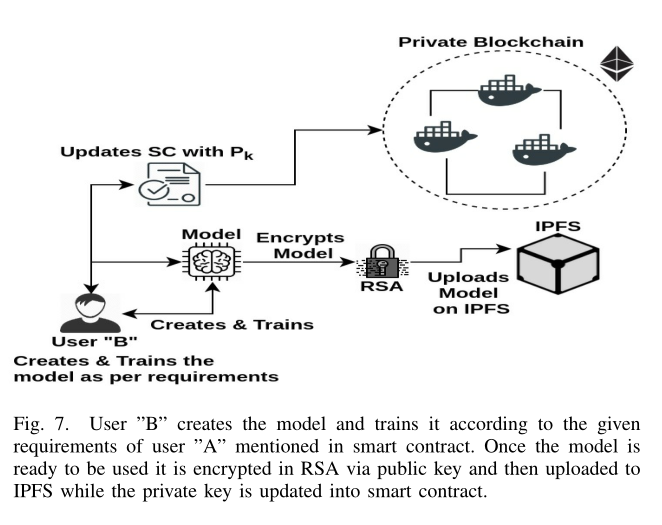 Private Blockchain
Updates SC with Pk
Model
Encrypts
Model
IPFS
RSA
Uploads
Model
on IPFS
Creates & Trains
User "B"
Creates & Trains the
model as per requirements
Fig. 7. User ”B” creates the model and trains it according to the given
requirements of user ”A” mentioned in smart contract. Once the model is
ready to be used it is encrypted in RSA via public key and then uploaded to
IPFS while the private key is updated into smart contract.